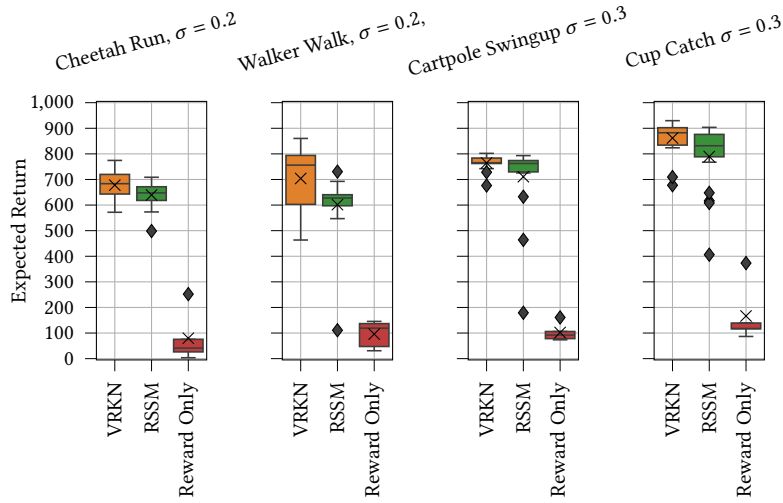 Cheetah Run, σ = 0.2
Walker Walk, σ = 0.2,
Cartpole Swingup σ = 0.3
Cup Catch σ = 0.3
Expected Return
1,000
900
800
700
600
500
400
300
200
100
0
VRKN
RSSM
Reward Only
VRKN
RSSM
Reward Only
VRKN
RSSM
Reward Only
VRKN
RSSM
Reward Only